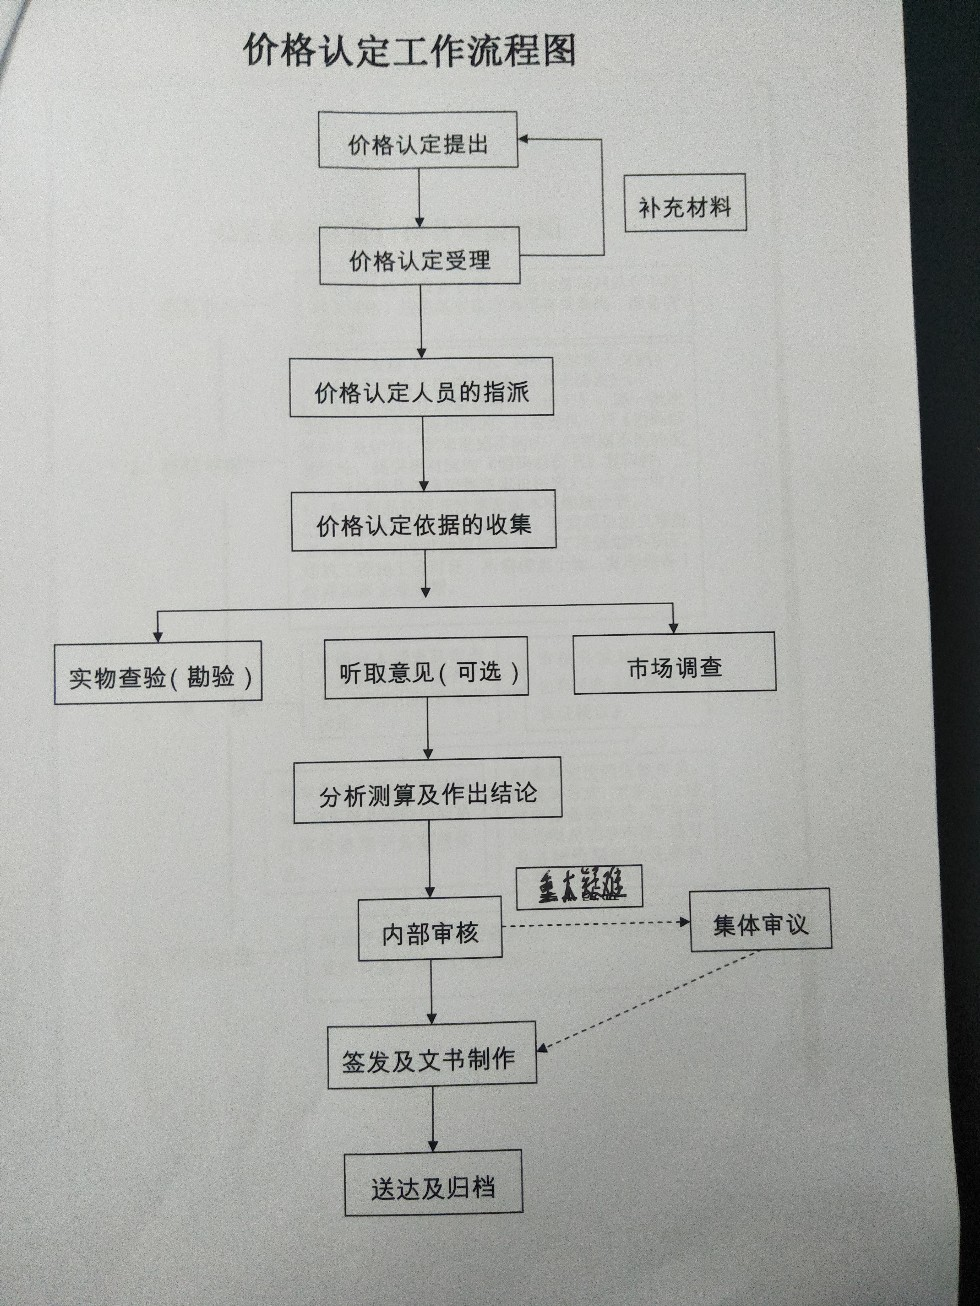 价格认定工作流程图
价格认定提出
补充材料
价格认定受理
价格认定人员的指派
价格认定依据的收集
实物查验(勘验)
听取意见(可选)
市场调查
分析测算及作出结论
重大疑难
内部审核
集体审议
签发及文书制作
送达及归档